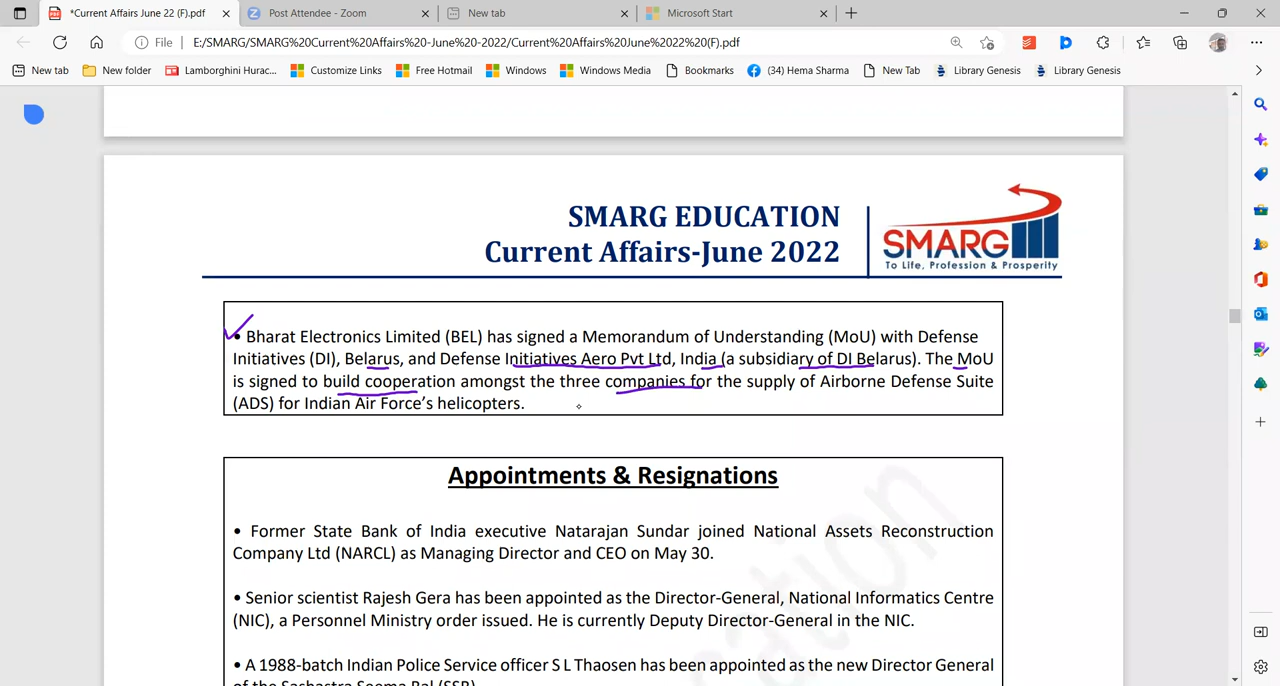 *Current Affairs June 22 (F).pdf
Post Attendee - Zoom
New tab
Microsoft Start
File
E:/SMARG/SMARG%20Current%20Affairs%20-June%20-2022/Current%20Affairs%20June%2022%20(F).pdf
New tab
New folder
Lamborghini Hurac...
Customize Links
Free Hotmail
Windows
Windows Media
Bookmarks
(34) Hema Sharma
New Tab
Library Genesis
Library Genesis
SMARG EDUCATION
Current Affairs-June 2022
SMARG
To Life, Profession & Prosperity
• Bharat Electronics Limited (BEL) has signed a Memorandum of Understanding (MoU) with Defense
Initiatives (DI), Belarus, and Defense Initiatives Aero Pvt Ltd, India (a subsidiary of DI Belarus). The MoU
is signed to build cooperation amongst the three companies for the supply of Airborne Defense Suite
(ADS) for Indian Air Force’s helicopters.
Appointments & Resignations
• Former State Bank of India executive Natarajan Sundar joined National Assets Reconstruction
Company Ltd (NARCL) as Managing Director and CEO on May 30.
• Senior scientist Rajesh Gera has been appointed as the Director-General, National Informatics Centre
(NIC), a Personnel Ministry order issued. He is currently Deputy Director-General in the NIC.
• A 1988-batch Indian Police Service officer S L Thaosen has been appointed as the new Director General
of the Sashastra Seema Bal (SSB)